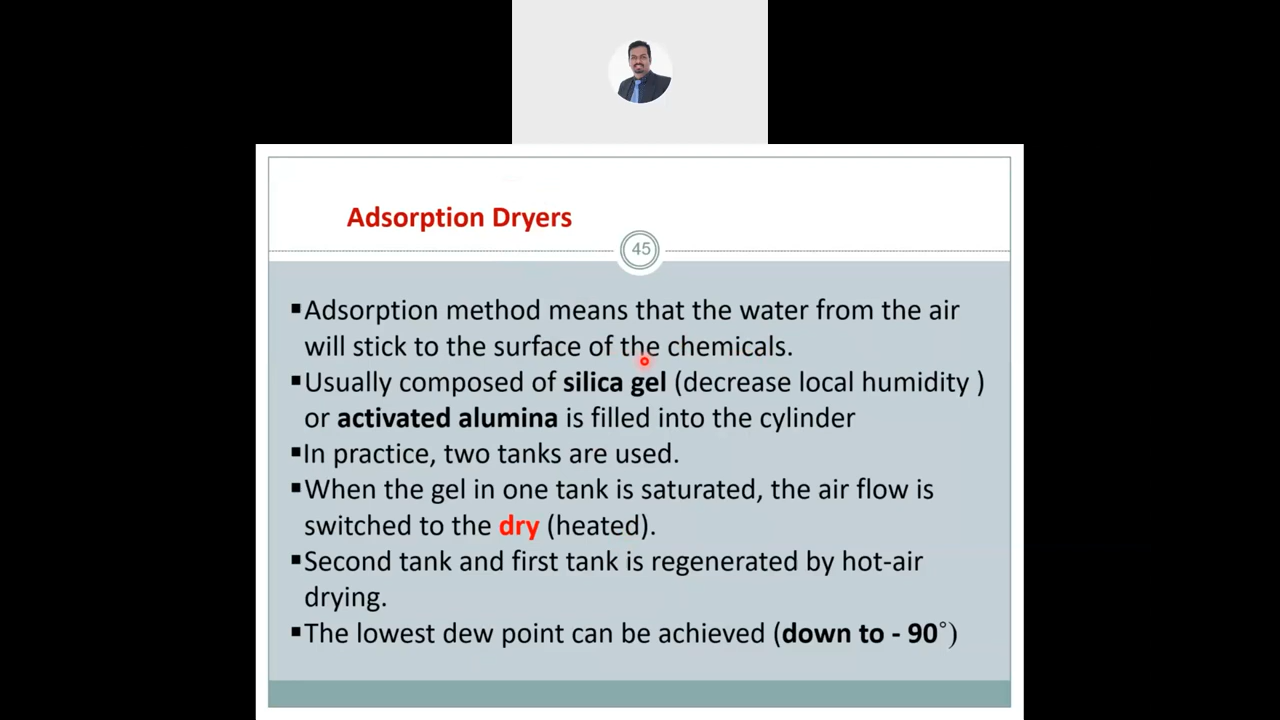 Adsorption Dryers
45
▪Adsorption method means that the water from the air
will stick to the surface of the chemicals.
▪Usually composed of silica gel (decrease local humidity )
or activated alumina is filled into the cylinder
▪In practice, two tanks are used.
▪When the gel in one tank is saturated, the air flow is
switched to the dry (heated).
▪Second tank and first tank is regenerated by hot-air
drying.
▪The lowest dew point can be achieved (down to - 90˚)